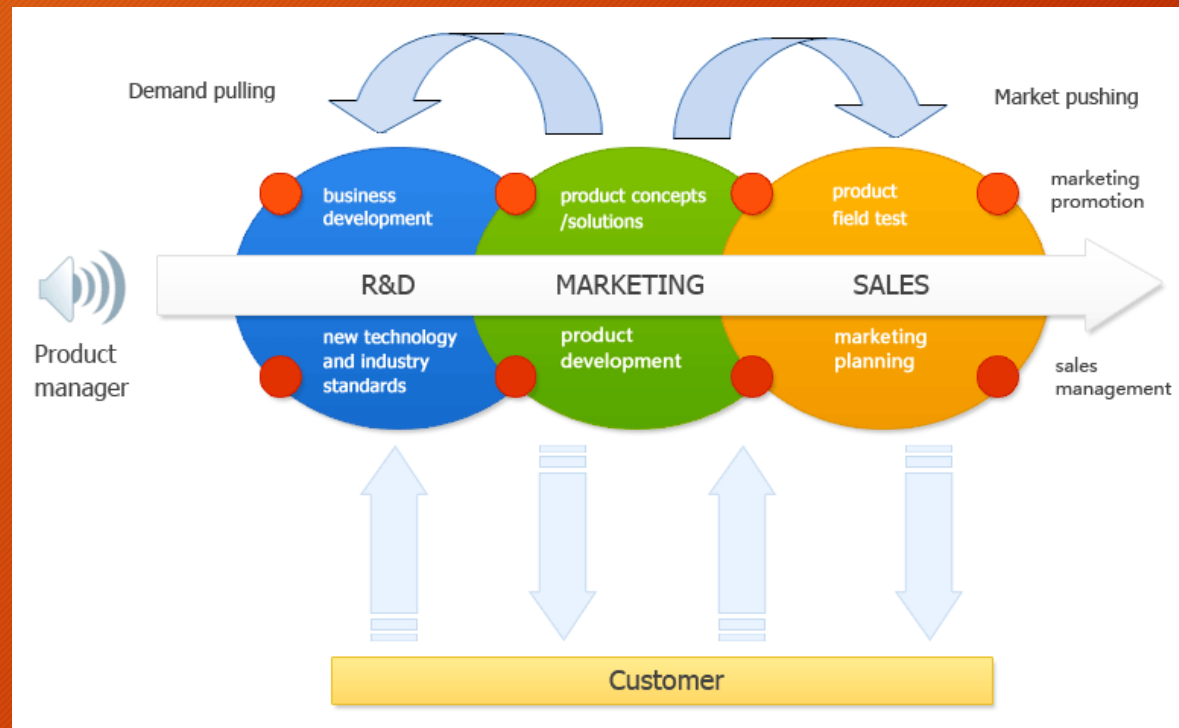 Demand pulling
Market pushing
business
development
product concepts
/solutions
product
field test
marketing
promotion
R&D
MARKETING
SALES
Product
manager
new technology
and industry
standards
product
development
marketing
planning
sales
management
Customer